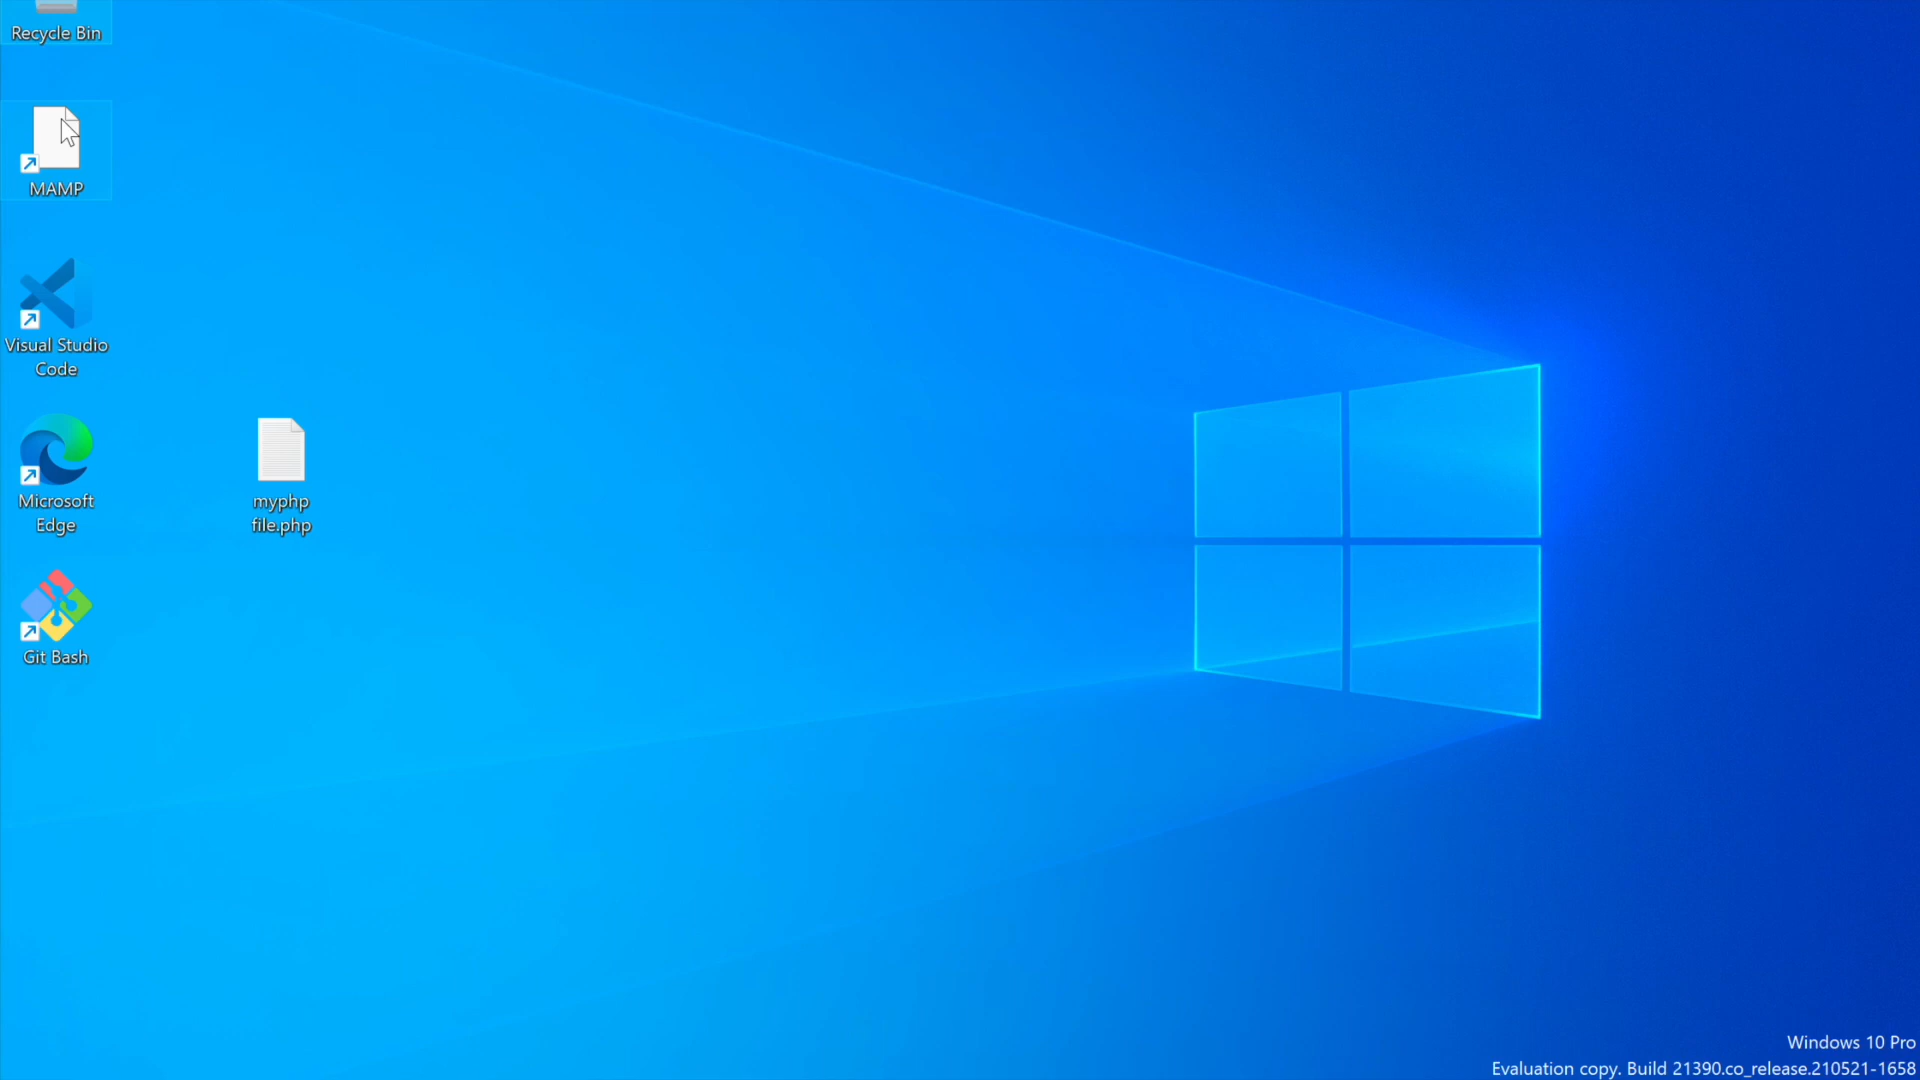 Recycle Bin
MAMP
Visual Studio
Code
Microsoft
Edge
myphp
file.php
Git Bash
Windows 10 Pro
Evaluation copy. Build 21390.co_release.210521-1658